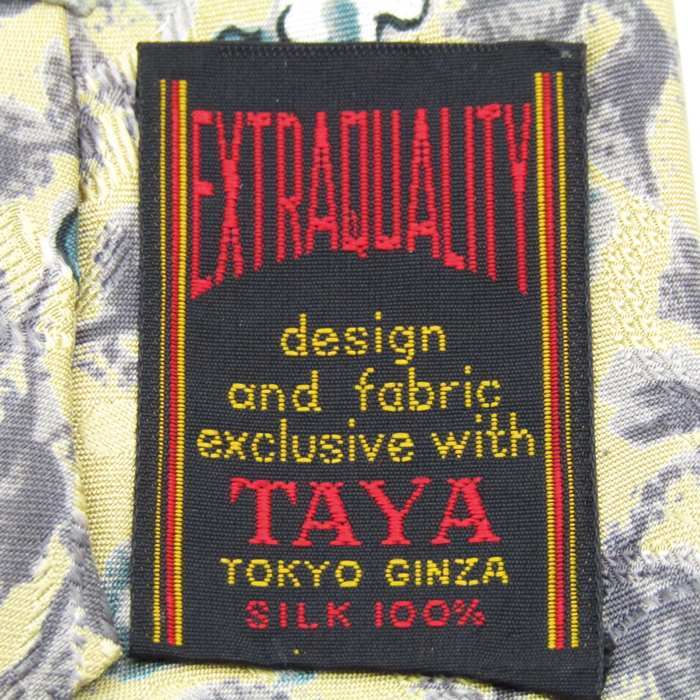 EXTRAQUALITY
design
and fabric
exclusive with
TAYA
TOKYO GINZA
SILK 100%